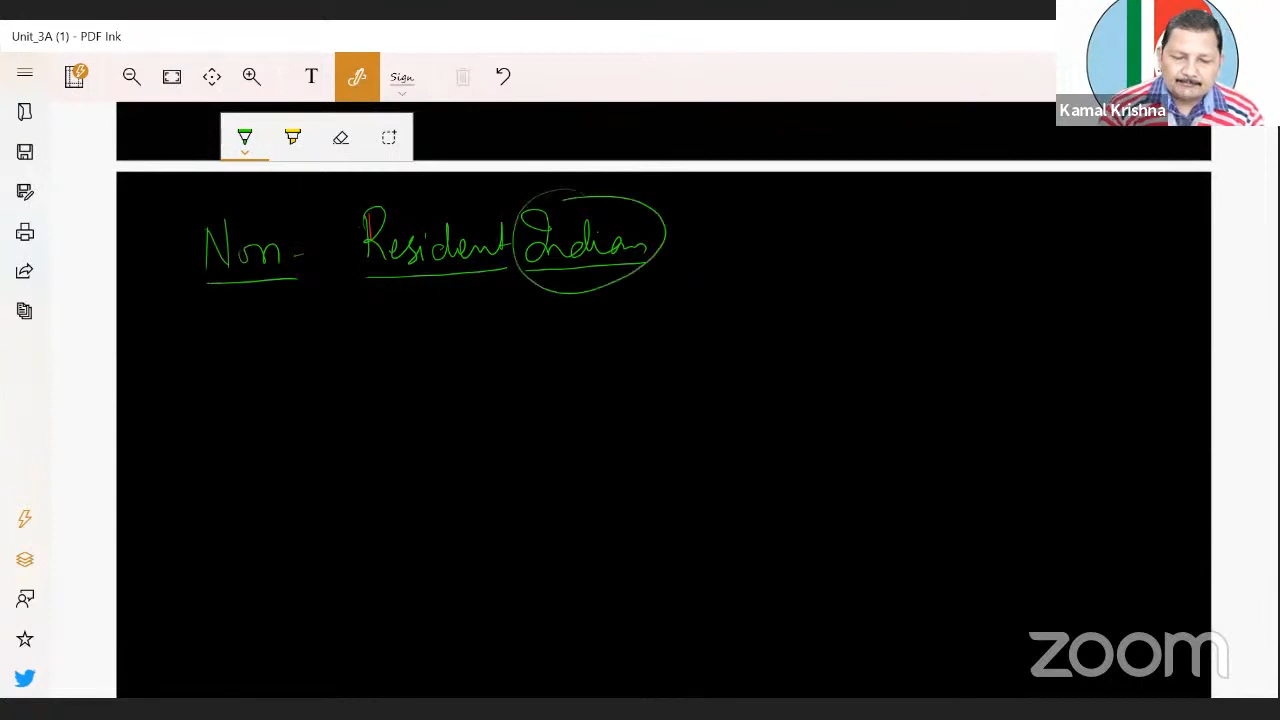 Unit_3A (1) - PDF Ink
T
Sign
Kamal Krishna
Non- Resident Indian
zoom